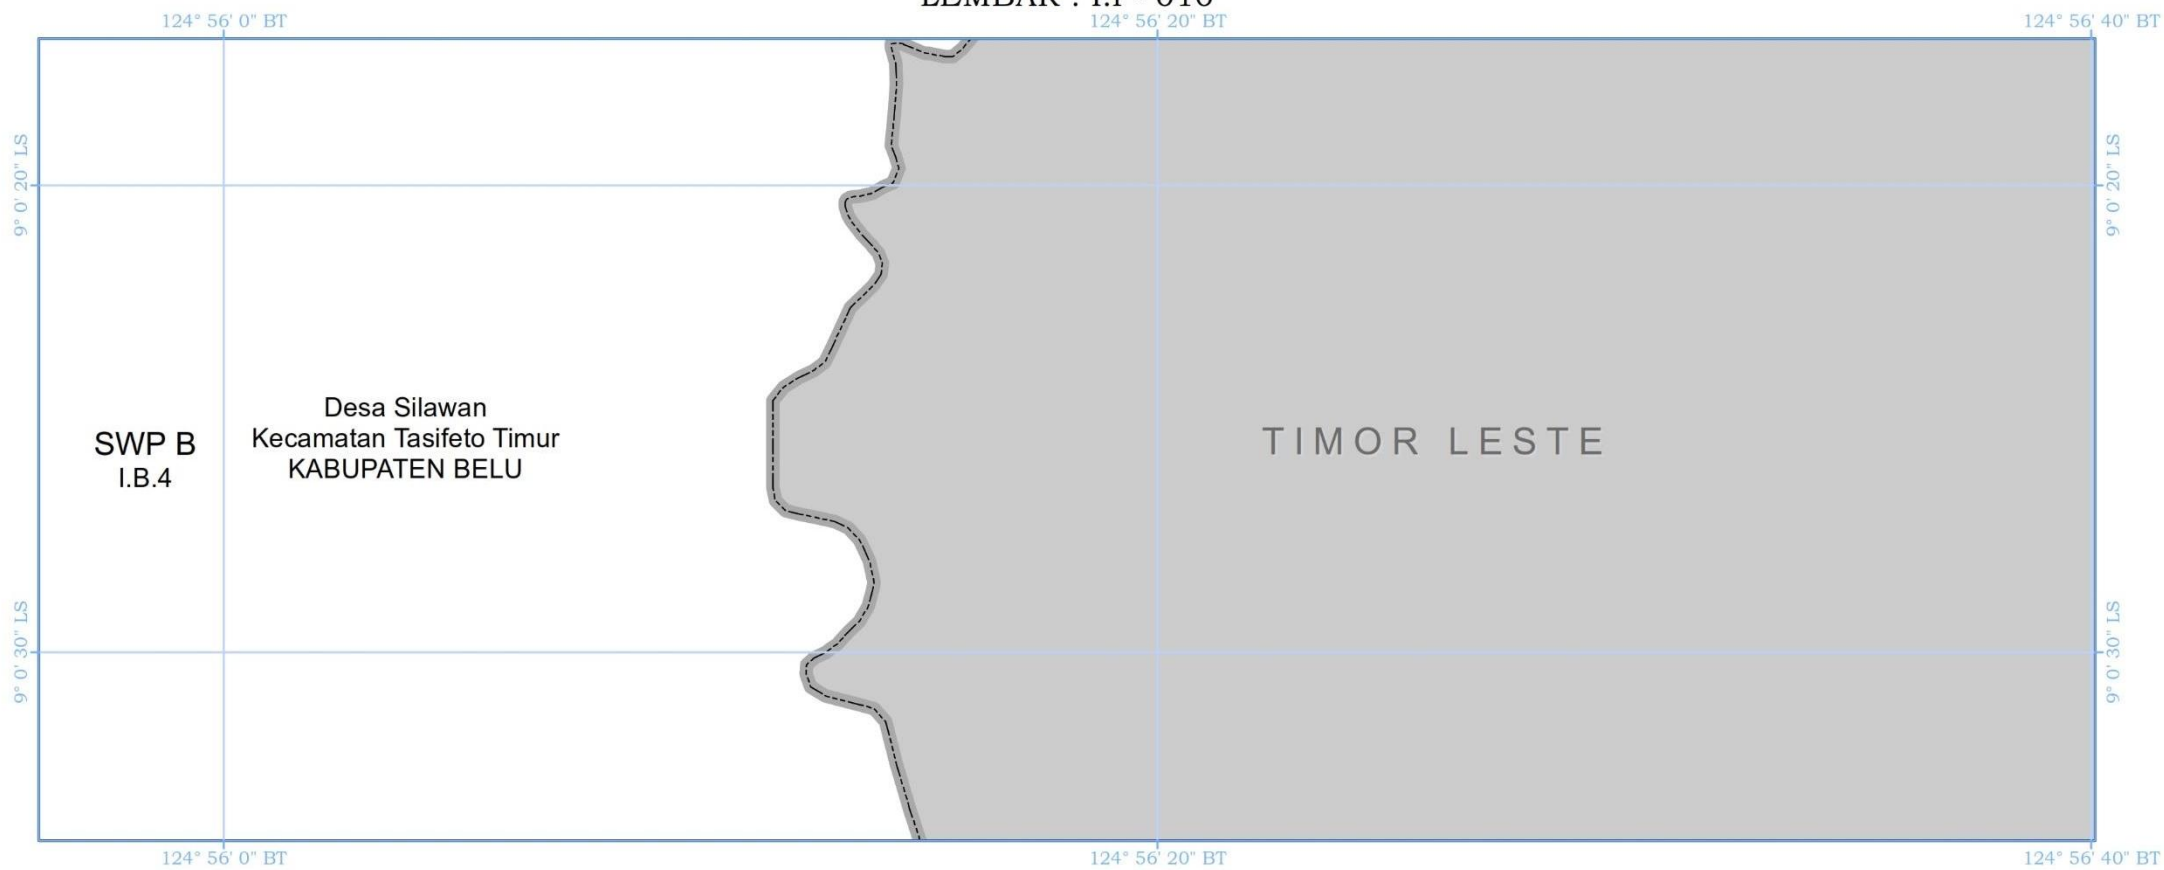 124° 56' 0" BT
124° 56' 20" BT
124° 56' 40" BT
9° 0' 20" LS
9° 0' 20" LS
Desa Silawan
Kecamatan Tasifeto Timur
KABUPATEN BELU
SWP B
I.B.4
TIMOR LESTE
9° 0' 30" LS
9° 0' 30" LS
124° 56' 0" BT
124° 56' 20" BT
124° 56' 40" BT